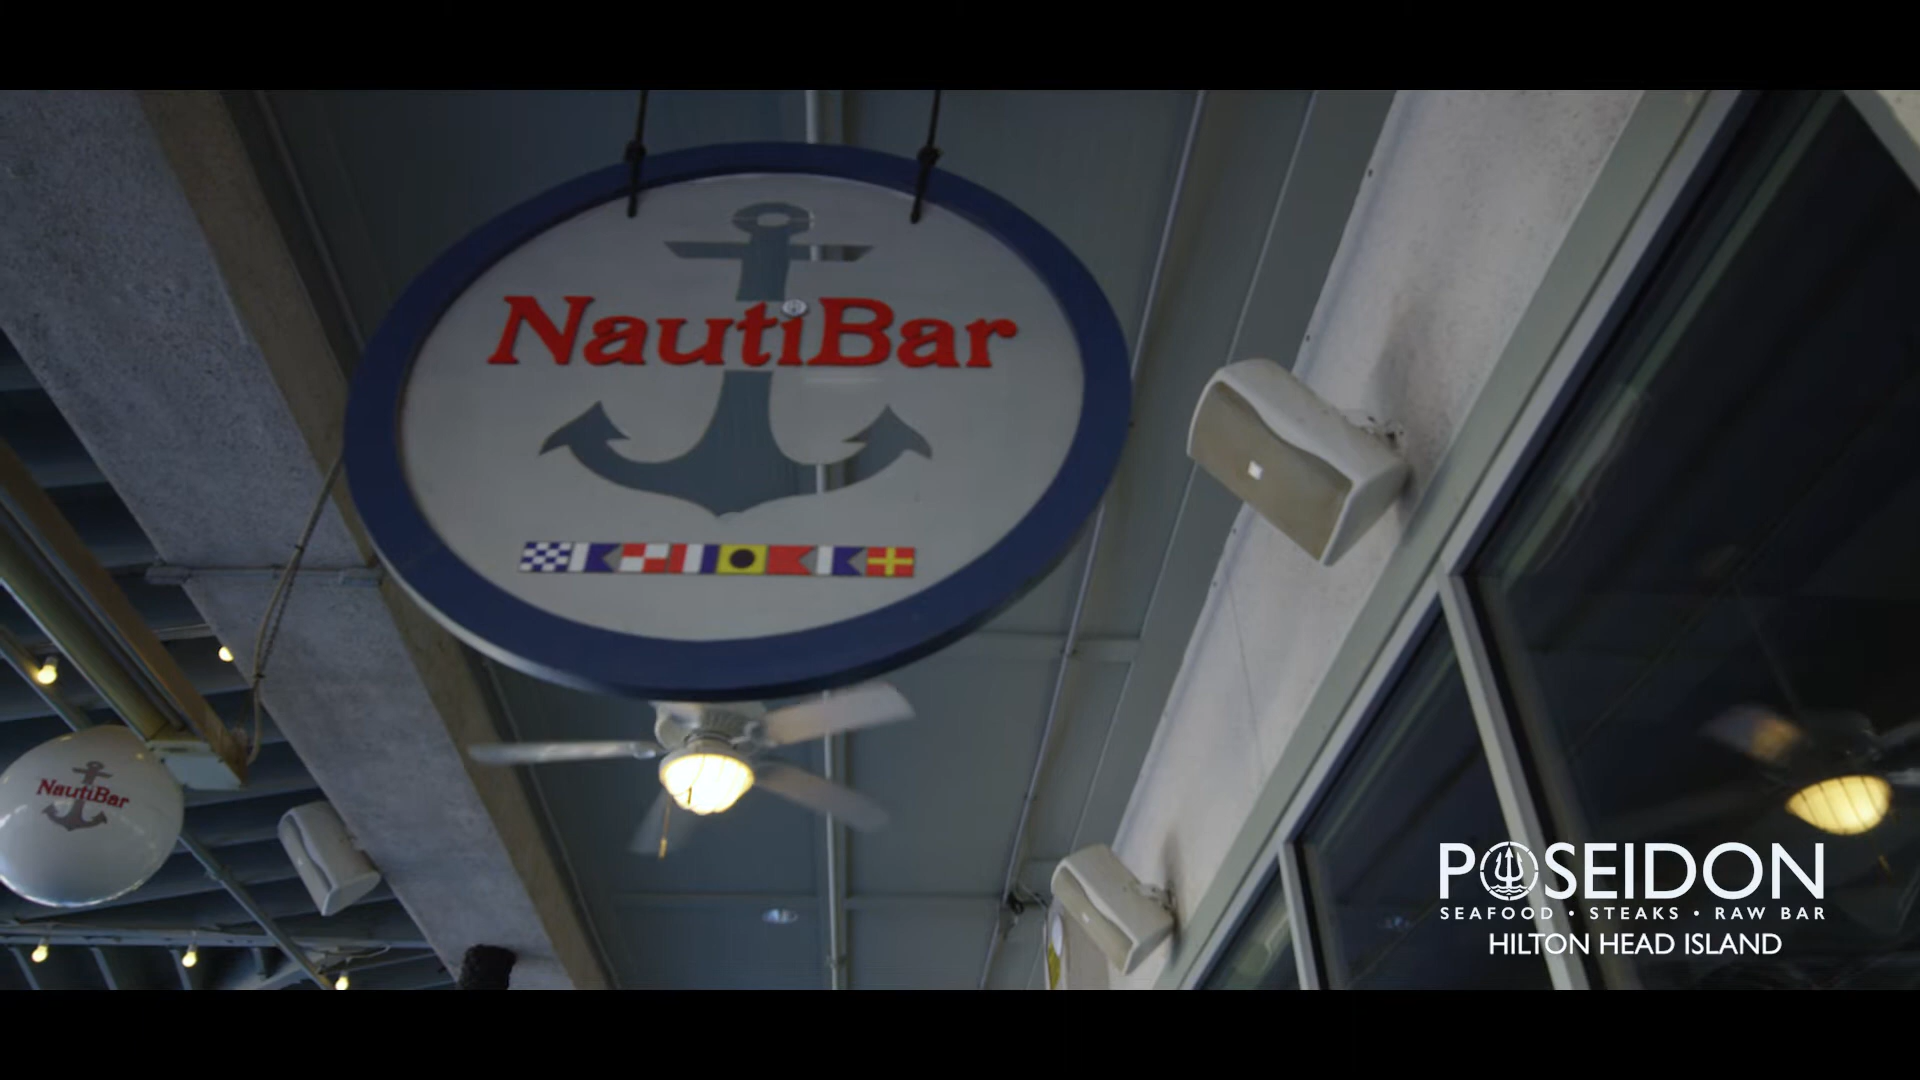 NautiBar
NautiBar
POSEIDON
SEAFOOD • STEAKS • RAW BAR
HILTON HEAD ISLAND